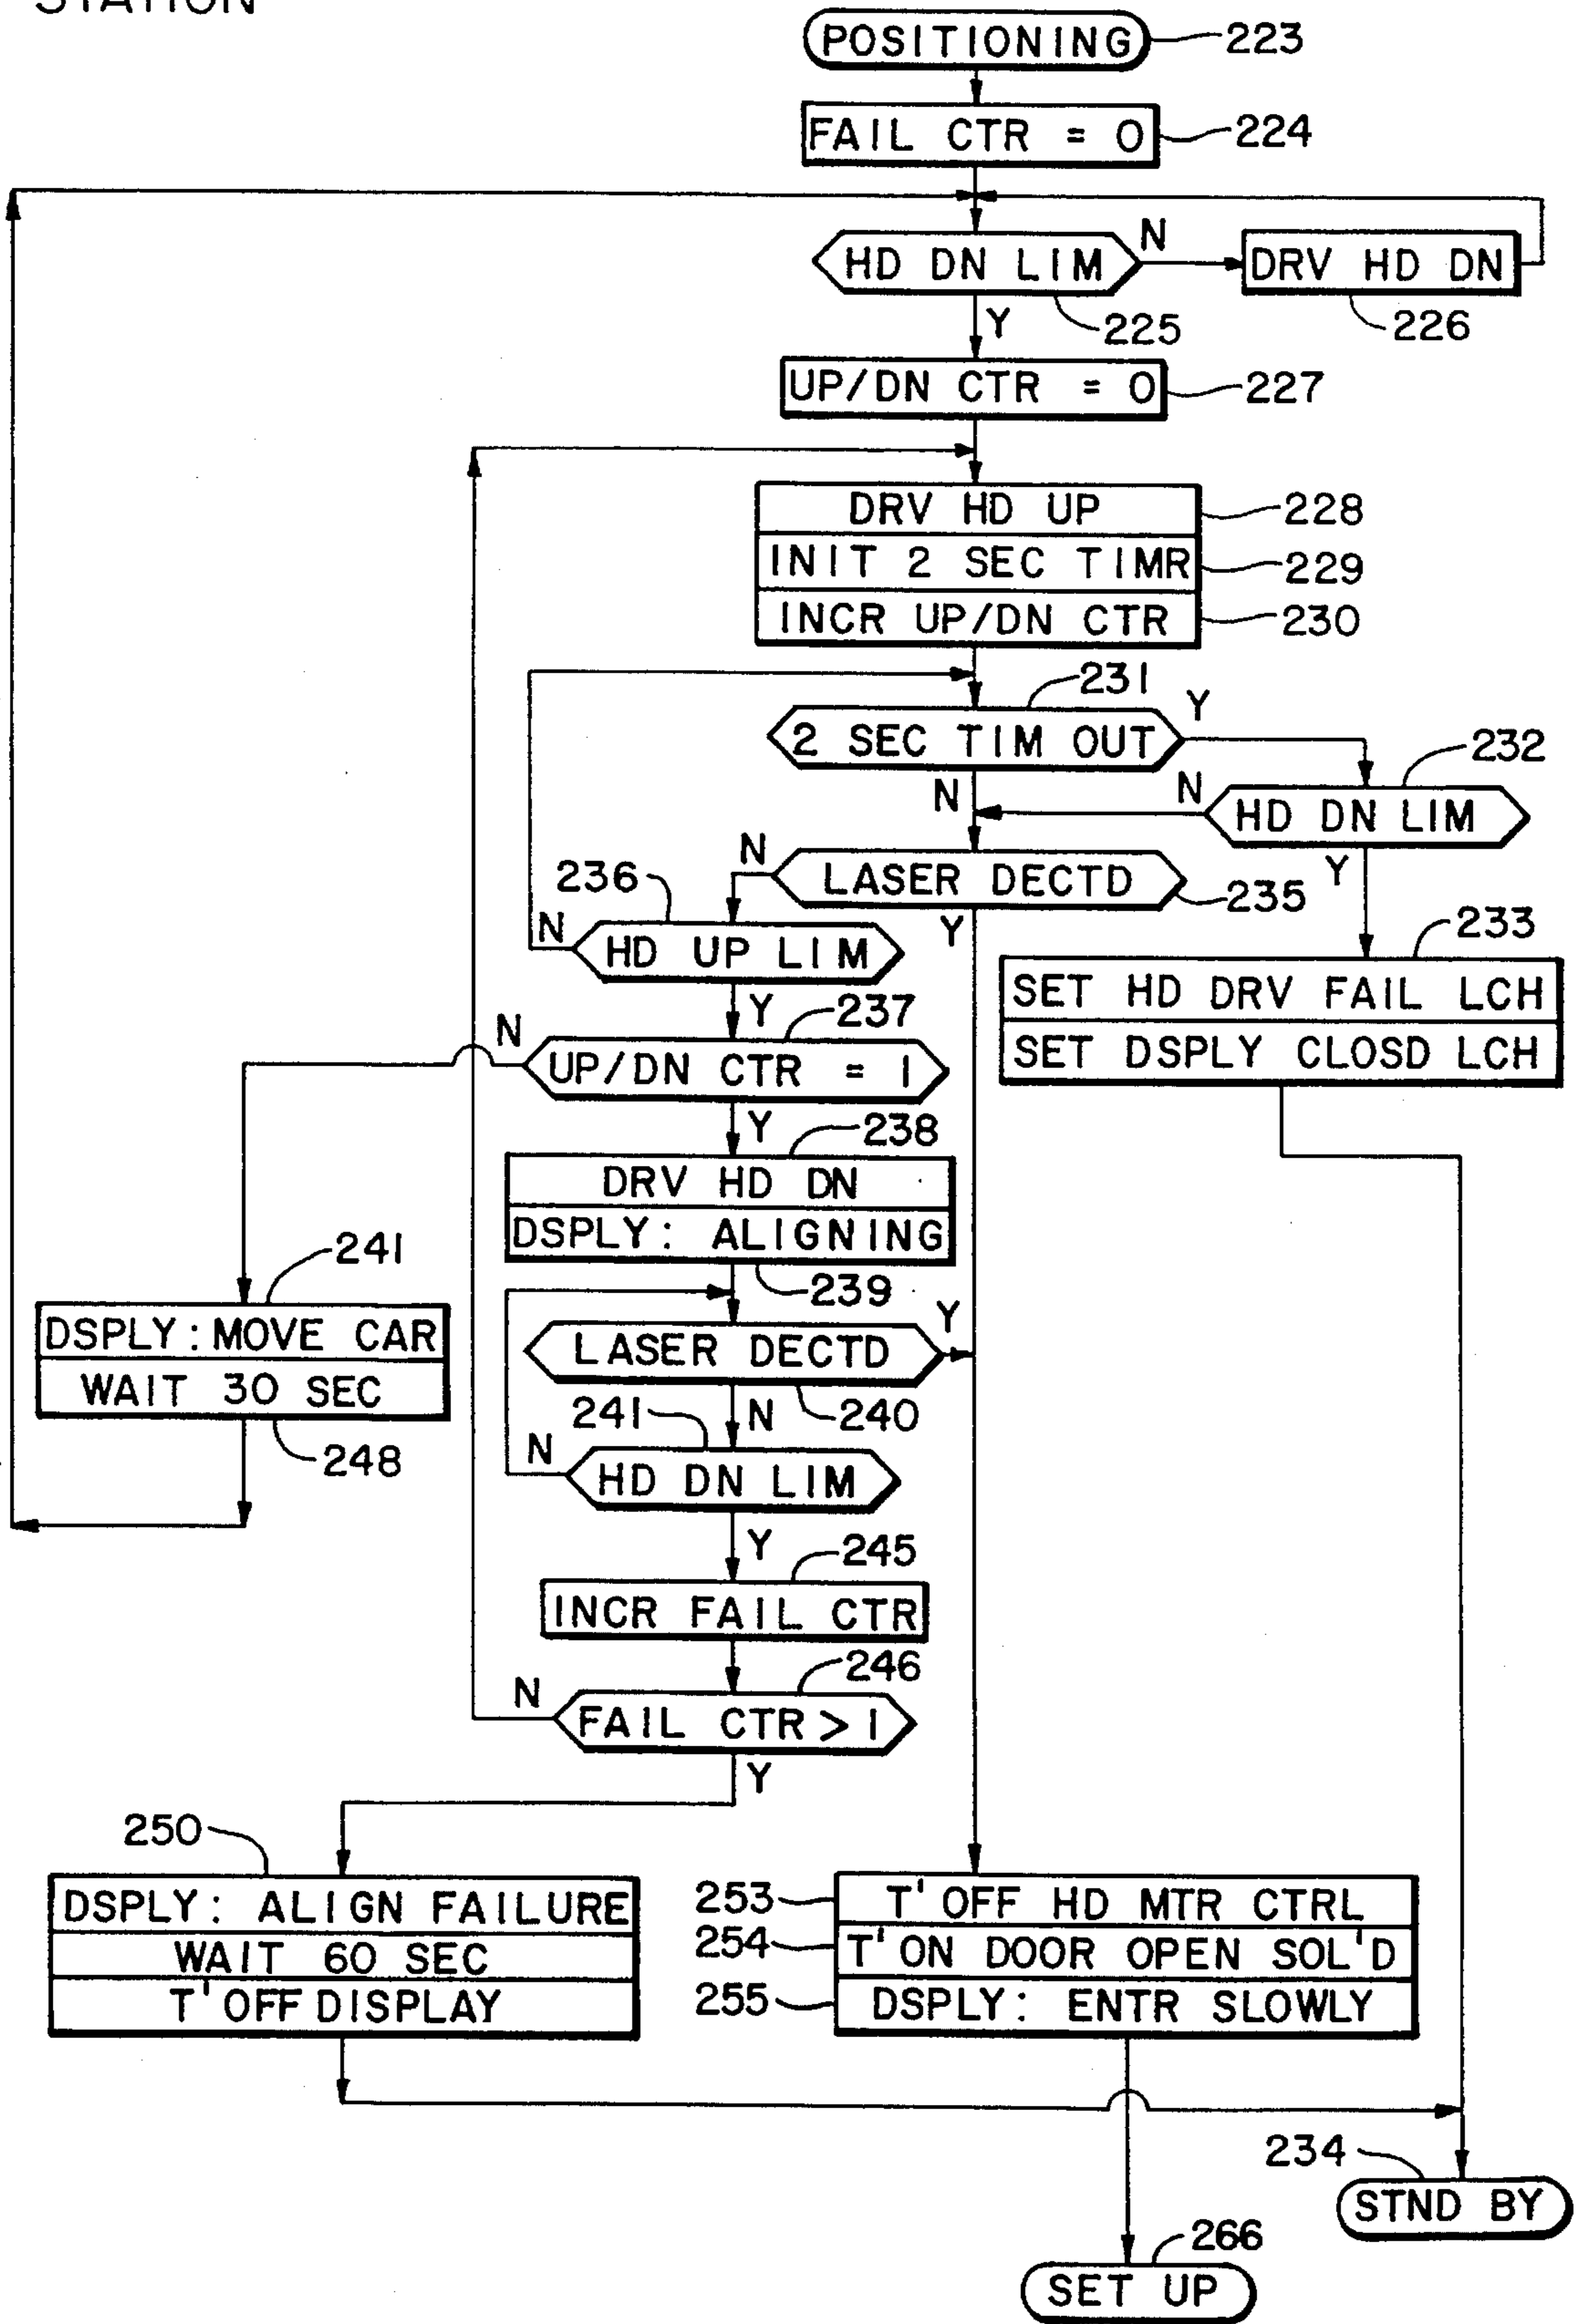 STATION
POSITIONING 223
FAIL CTR = 0 224
HD DN LIM N DRV HD DN
Y 225 226
UP/DN CTR = 0 227
DRV HD UP 228
INIT 2 SEC TIMR 229
INCR UP/DN CTR 230
231
2 SEC TIM OUT Y
232
N N HD DN LIM
236 N LASER DECTD 235 Y
N HD UP LIM Y
233
SET HD DRV FAIL LCH
SET DSPLY CLOSD LCH
Y 237
N UP/DN CTR = 1
Y 238
DRV HD DN
DSPLY: ALIGNING
239
241
DSPLY: MOVE CAR
WAIT 30 SEC
248
LASER DECTD Y
241 N 240
N HD DN LIM
Y 245
INCR FAIL CTR
246
N FAIL CTR > 1
Y
250
DSPLY: ALIGN FAILURE
WAIT 60 SEC
T'OFF DISPLAY
253 T'OFF HD MTR CTRL
254 T'ON DOOR OPEN SOL'D
255 DSPLY: ENTR SLOWLY
234
STND BY
266
SET UP